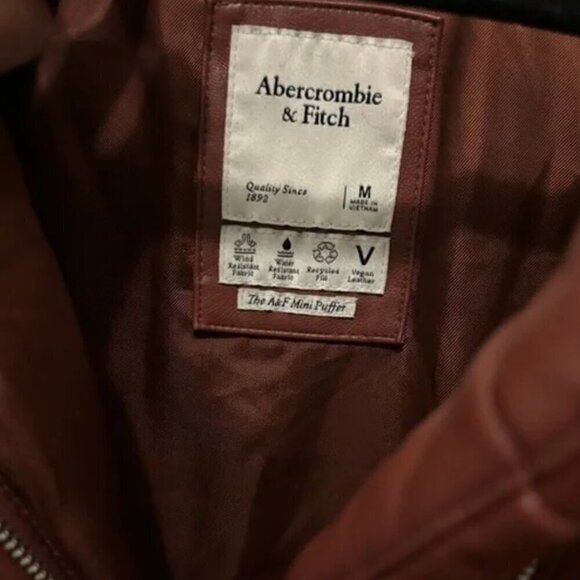 Abercrombie
& Fitch
Quality Since
1892
M
MADE IN
VIETNAM
Wind
Resistant
Fabric
Water
Resistant
Fabric
Recycled
Fill
Vegan
Leather
The A&F Mini Puffer